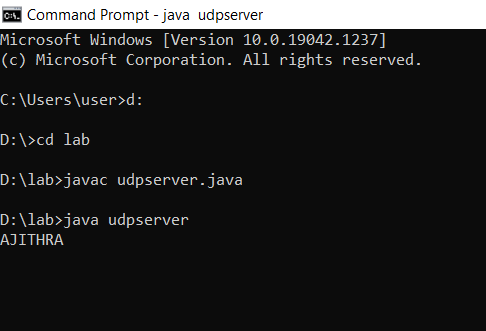 Command Prompt - java  udpserver
Microsoft Windows [Version 10.0.19042.1237]
(c) Microsoft Corporation. All rights reserved.
C:\Users\user>d:
D:\>cd lab
D:\lab>javac udpserver.java
D:\lab>java udpserver
AJITHRA